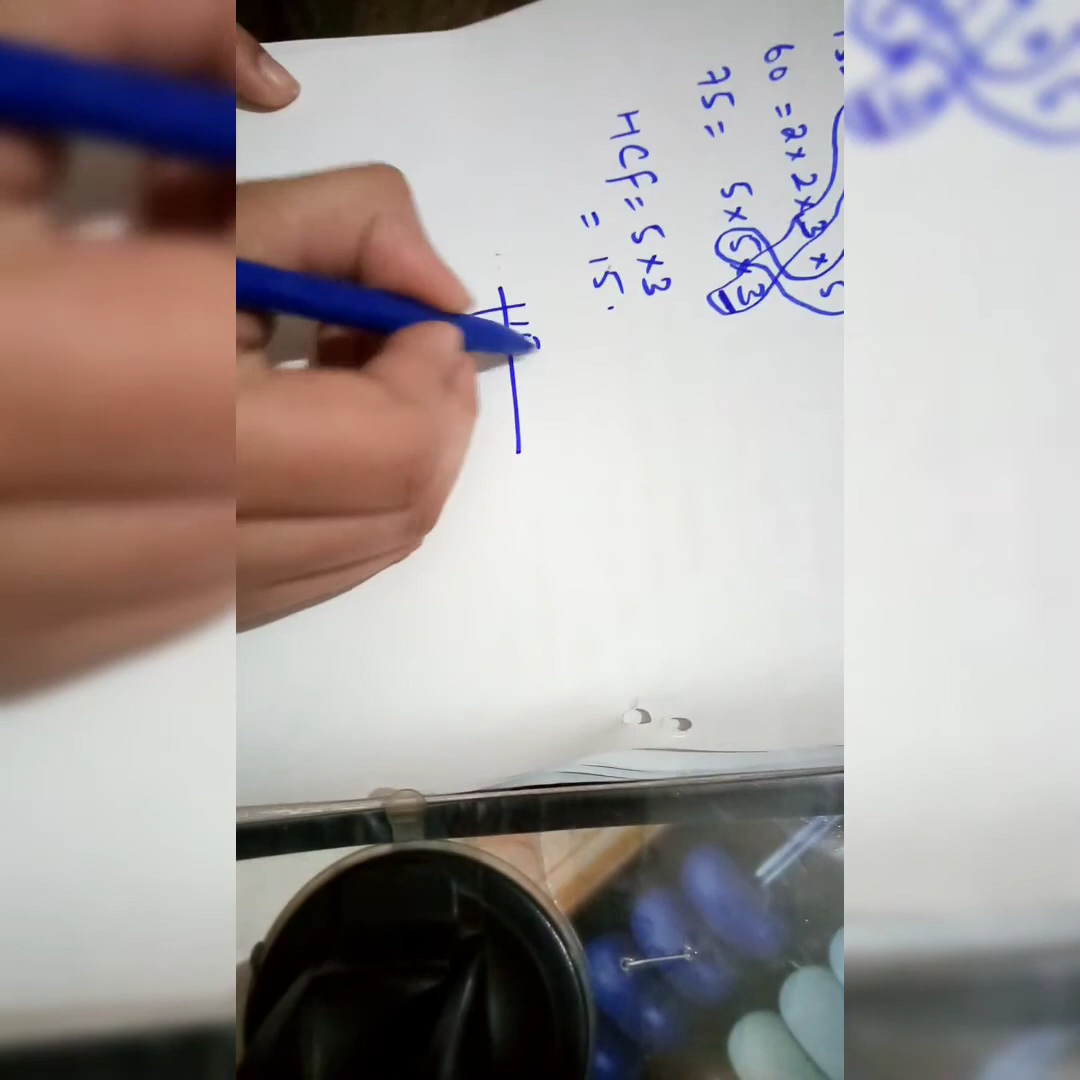 60 = 2 × 2 × 3 × 5
75 = 5 × 5 × 3
HCF = 5 × 3
= 15.